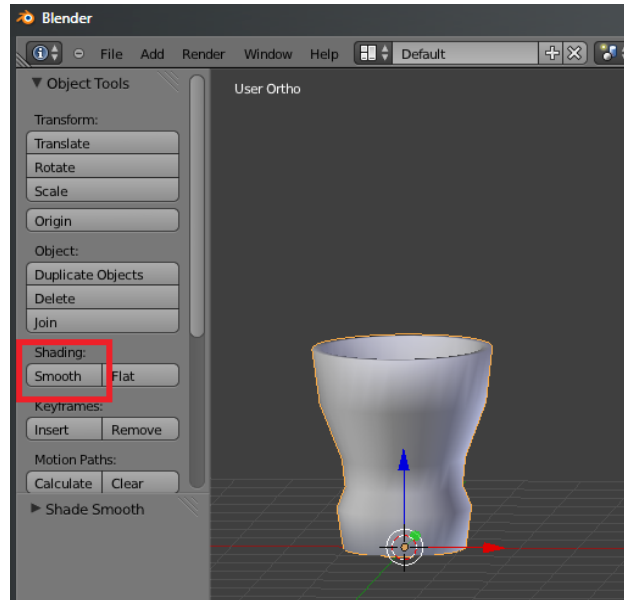 Blender
File Add Render Window Help Default
Object Tools
User Ortho
Transform:
Translate
Rotate
Scale
Origin
Object:
Duplicate Objects
Delete
Join
Shading:
Smooth Flat
Keyframes:
Insert Remove
Motion Paths:
Calculate Clear
Shade Smooth